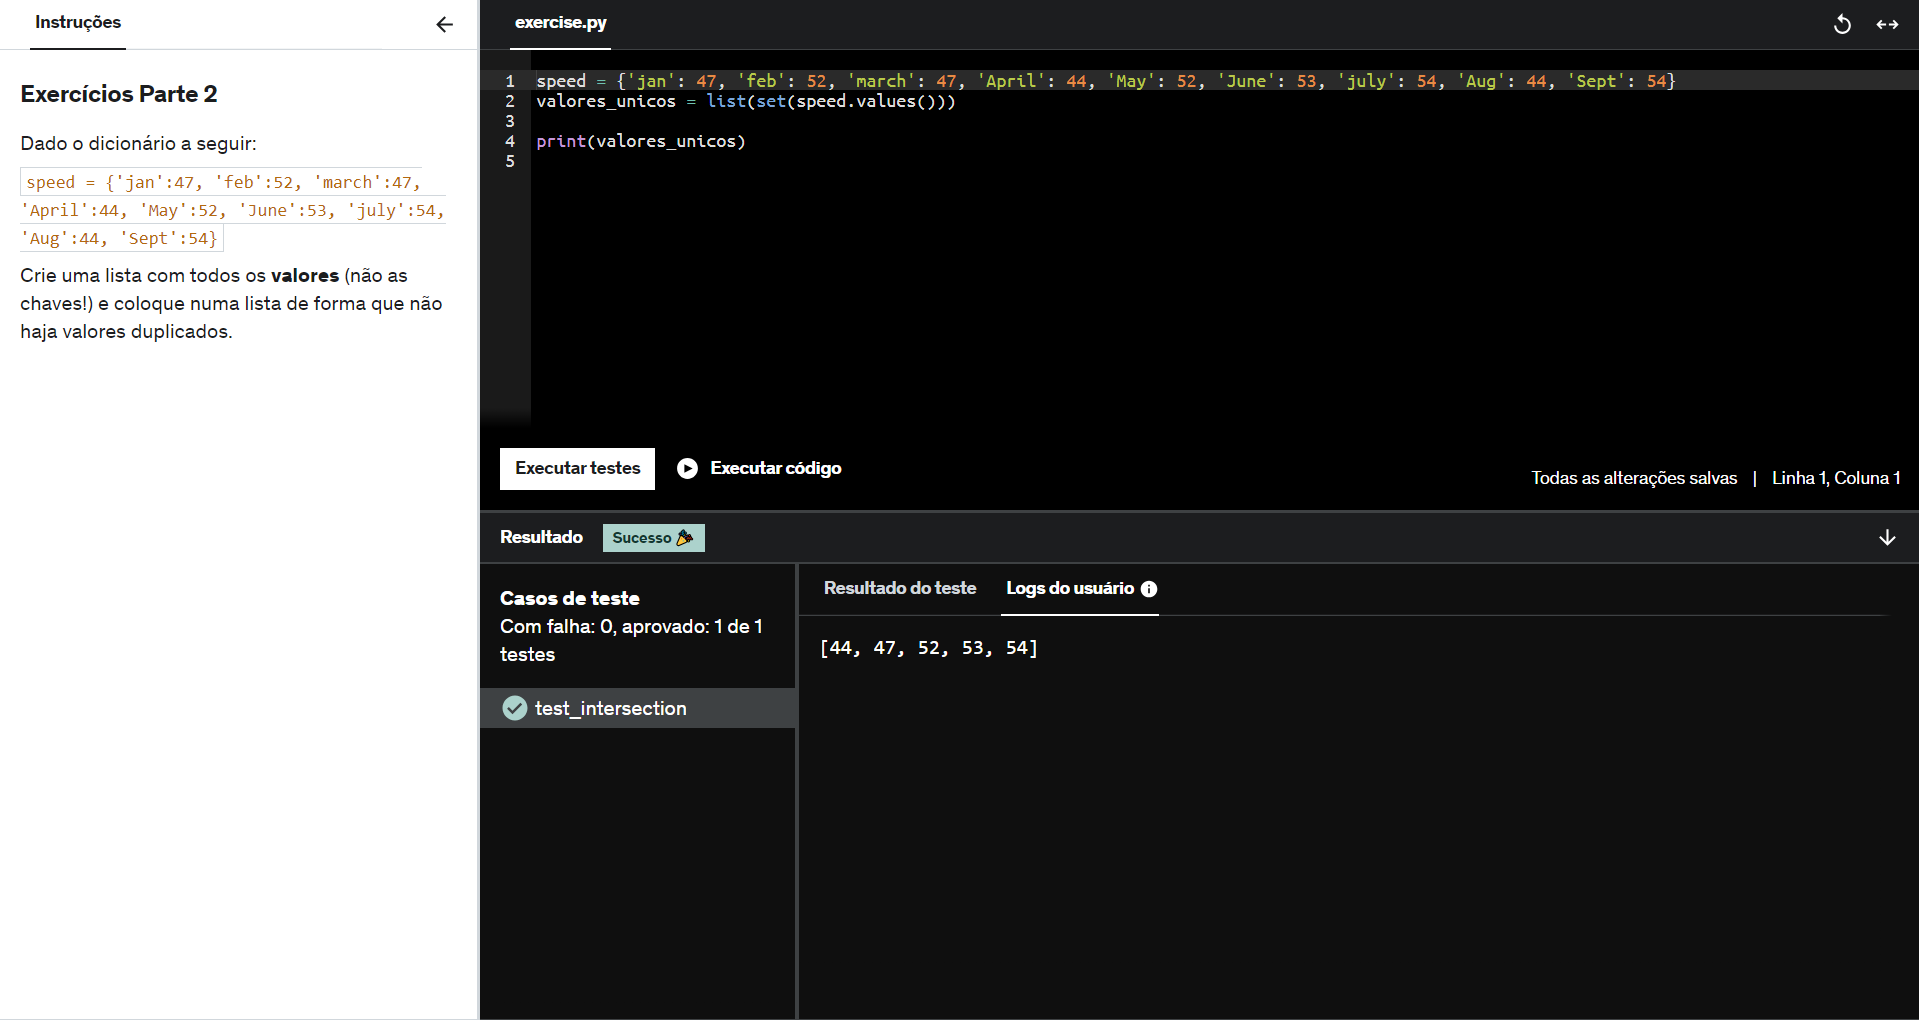 Instruções
Exercícios Parte 2
Dado o dicionário a seguir:
speed = {'jan':47, 'feb':52, 'march':47,
'April':44, 'May':52, 'June':53, 'july':54,
'Aug':44, 'Sept':54}
Crie uma lista com todos os valores (não as
chaves!) e coloque numa lista de forma que não
haja valores duplicados.
exercise.py
1 speed = {'jan': 47, 'feb': 52, 'march': 47, 'April': 44, 'May': 52, 'June': 53, 'july': 54, 'Aug': 44, 'Sept': 54}
2 valores_unicos = list(set(speed.values()))
3
4 print(valores_unicos)
5
Executar testes Executar código
Todas as alterações salvas | Linha 1, Coluna 1
Resultado Sucesso
Casos de teste
Com falha: 0, aprovado: 1 de 1
testes
test_intersection
Resultado do teste Logs do usuário
[44, 47, 52, 53, 54]